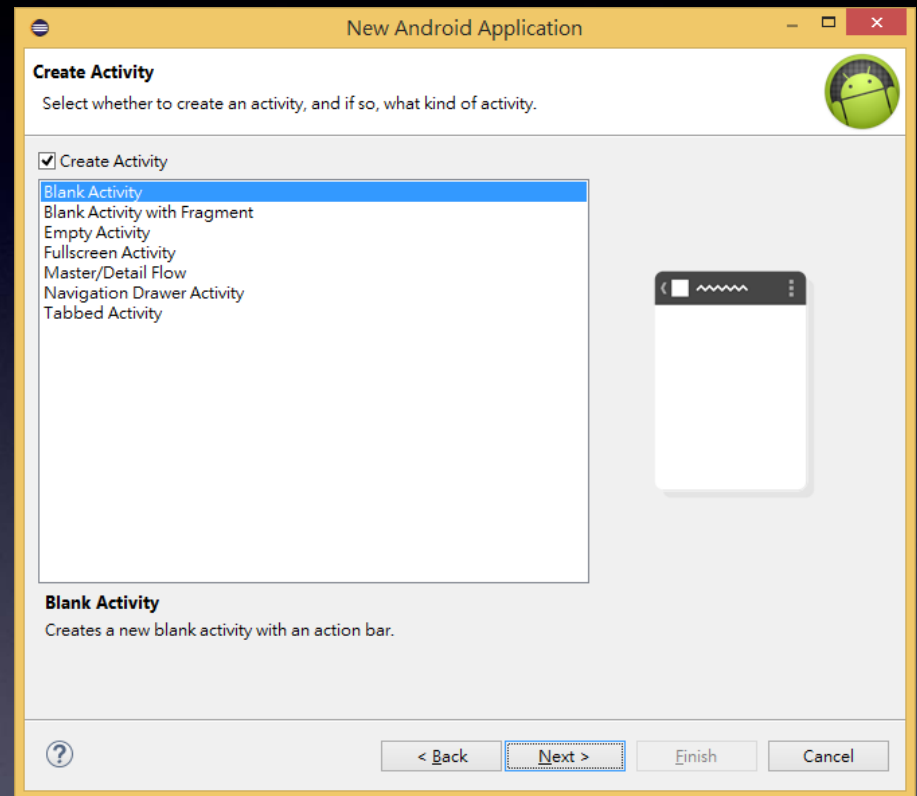 New Android Application
Create Activity
Select whether to create an activity, and if so, what kind of activity.
Create Activity
Blank Activity
Blank Activity with Fragment
Empty Activity
Fullscreen Activity
Master/Detail Flow
Navigation Drawer Activity
Tabbed Activity
Blank Activity
Creates a new blank activity with an action bar.
? < Back Next > Finish Cancel